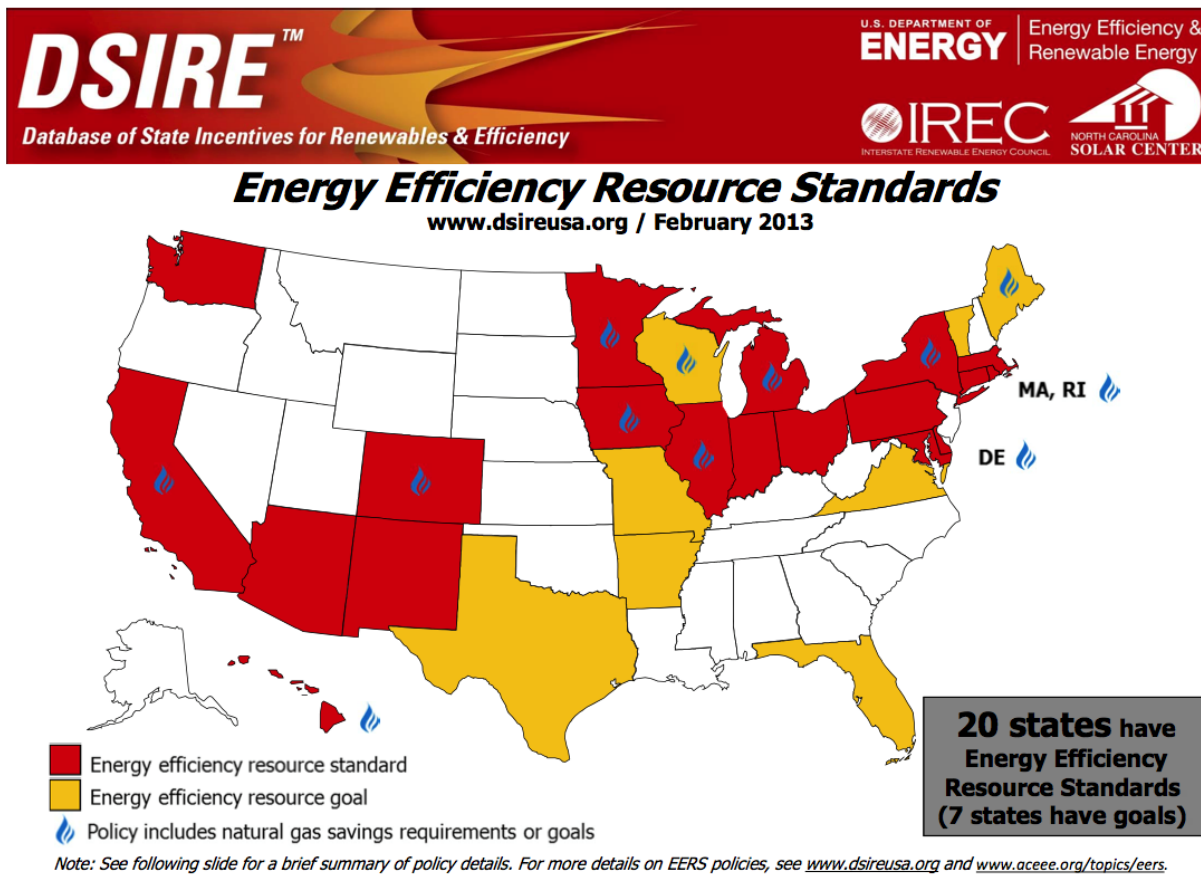 DSIRE™
Database of State Incentives for Renewables & Efficiency
U.S. DEPARTMENT OF
ENERGY
Energy Efficiency &
Renewable Energy
IREC
INTERSTATE RENEWABLE ENERGY COUNCIL
NORTH CAROLINA
SOLAR CENTER
Energy Efficiency Resource Standards
www.dsireusa.org / February 2013
MA, RI
DE
20 states have
Energy Efficiency
Resource Standards
(7 states have goals)
Energy efficiency resource standard
Energy efficiency resource goal
Policy includes natural gas savings requirements or goals
Note: See following slide for a brief summary of policy details. For more details on EERS policies, see www.dsireusa.org and www.aceee.org/topics/eers.